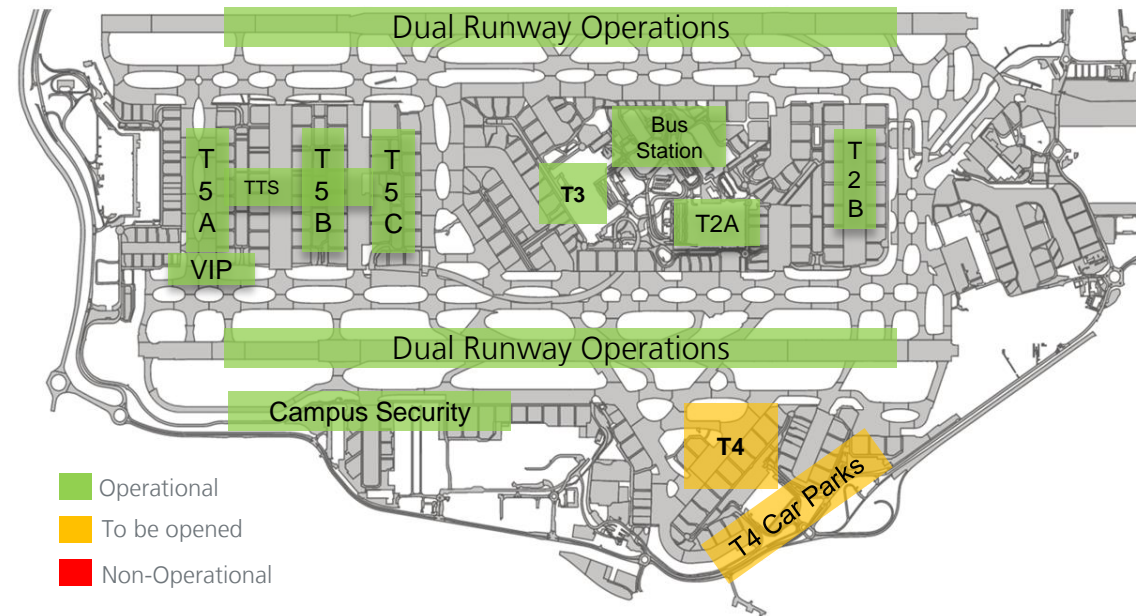 Dual Runway Operations
Bus
Station
T
5
A
TTS
T
5
B
T
5
C
T3
T2A
T
2
B
VIP
Dual Runway Operations
Campus Security
T4
T4 Car Parks
Operational
To be opened
Non-Operational